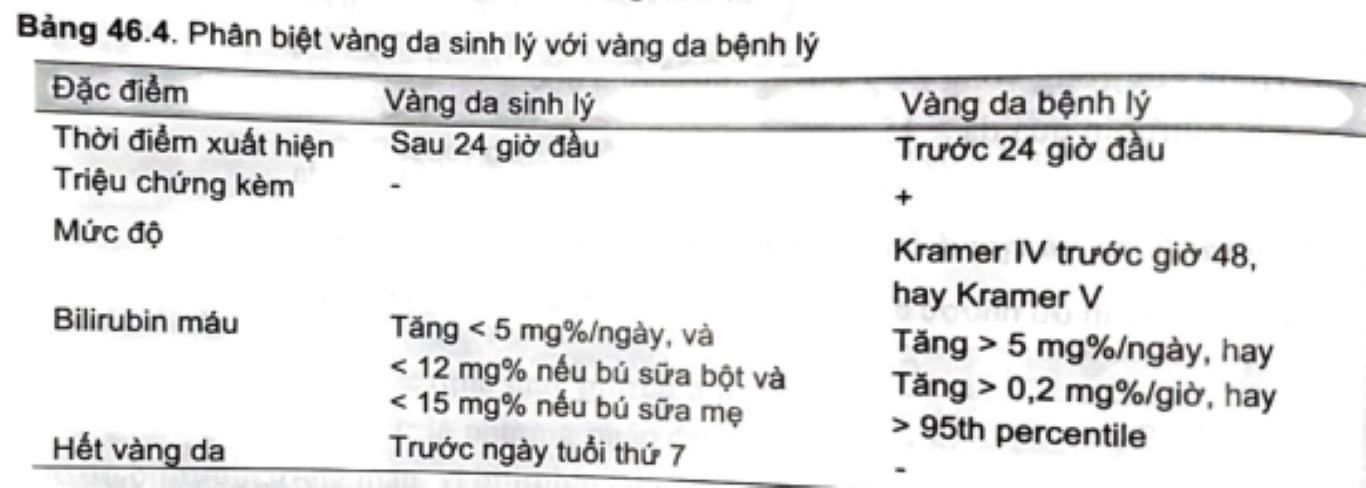 Bảng 46.4. Phân biệt vàng da sinh lý với vàng da bệnh lý
Đặc điểm Vàng da sinh lý Vàng da bệnh lý
Thời điểm xuất hiện Sau 24 giờ đầu Trước 24 giờ đầu
Triệu chứng kèm - +
Mức độ Kramer IV trước giờ 48,
hay Kramer V
Bilirubin máu Tăng < 5 mg%/ngày, và Tăng > 5 mg%/ngày, hay
< 12 mg% nếu bú sữa bột và Tăng > 0,2 mg%/giờ, hay
< 15 mg% nếu bú sữa mẹ > 95th percentile
Hết vàng da Trước ngày tuổi thứ 7 -